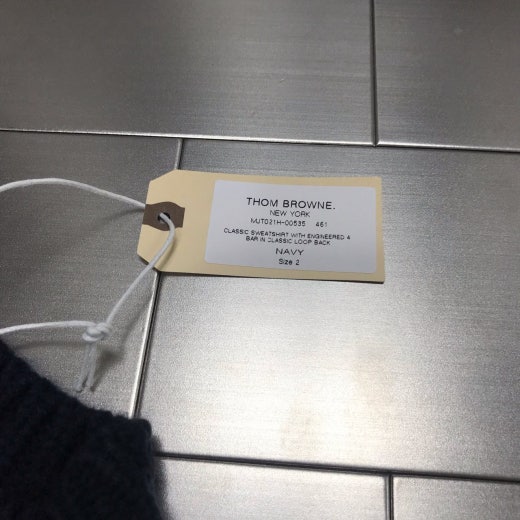 THOM BROWNE.
NEW YORK
MJT021H-00535 461
CLASSIC SWEATSHIRT WITH ENGINEERED 4
BAR IN CLASSIC LOOP BACK
NAVY
Size 2